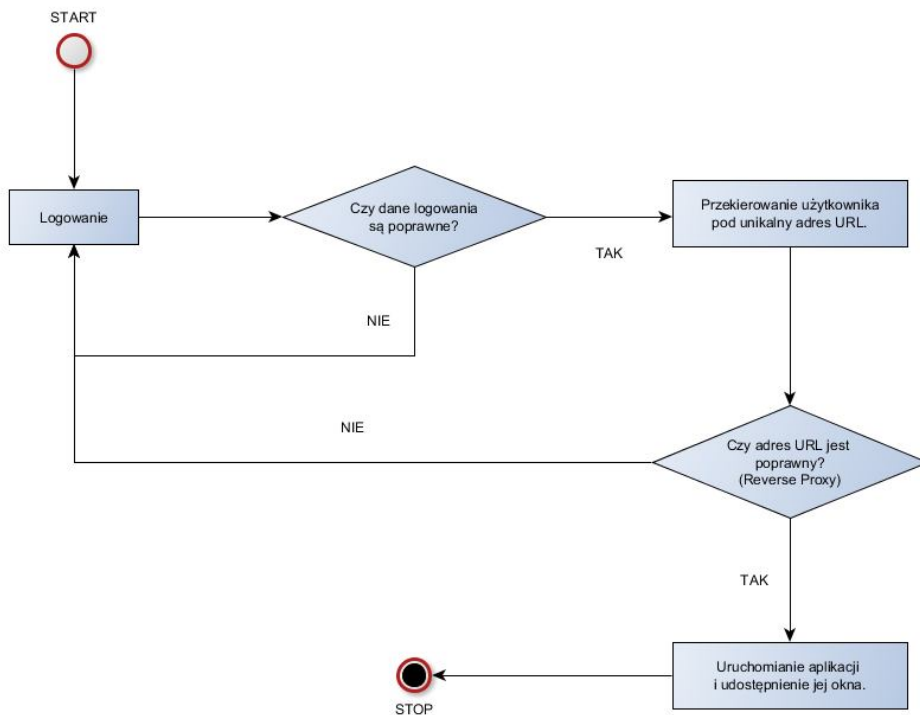 START
Logowanie
Czy dane logowania
są poprawne?
TAK
Przekierowanie użytkownika
pod unikalny adres URL.
NIE
NIE
Czy adres URL jest
poprawny?
(Reverse Proxy)
TAK
Uruchomianie aplikacji
i udostępnienie jej okna.
STOP